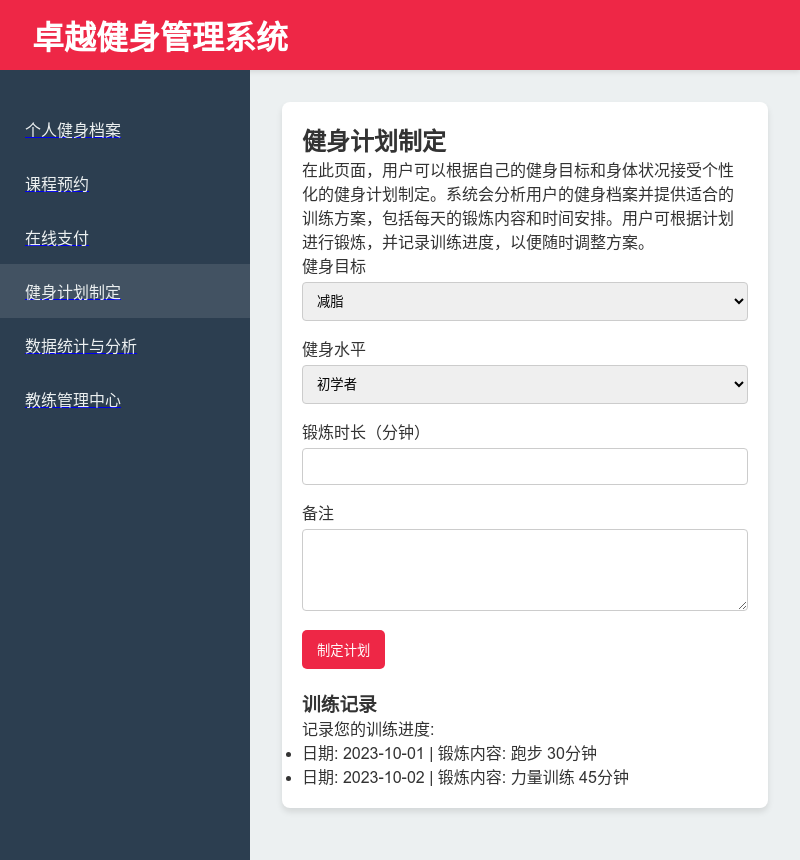 卓越健身管理系统
个人健身档案
课程预约
在线支付
健身计划制定
数据统计与分析
教练管理中心
健身计划制定
在此页面，用户可以根据自己的健身目标和身体状况接受个性
化的健身计划制定。系统会分析用户的健身档案并提供适合的
训练方案，包括每天的锻炼内容和时间安排。用户可根据计划
进行锻炼，并记录训练进度，以便随时调整方案。
健身目标
减脂
健身水平
初学者
锻炼时长（分钟）
备注
制定计划
训练记录
记录您的训练进度:
日期: 2023-10-01 | 锻炼内容: 跑步 30分钟
日期: 2023-10-02 | 锻炼内容: 力量训练 45分钟